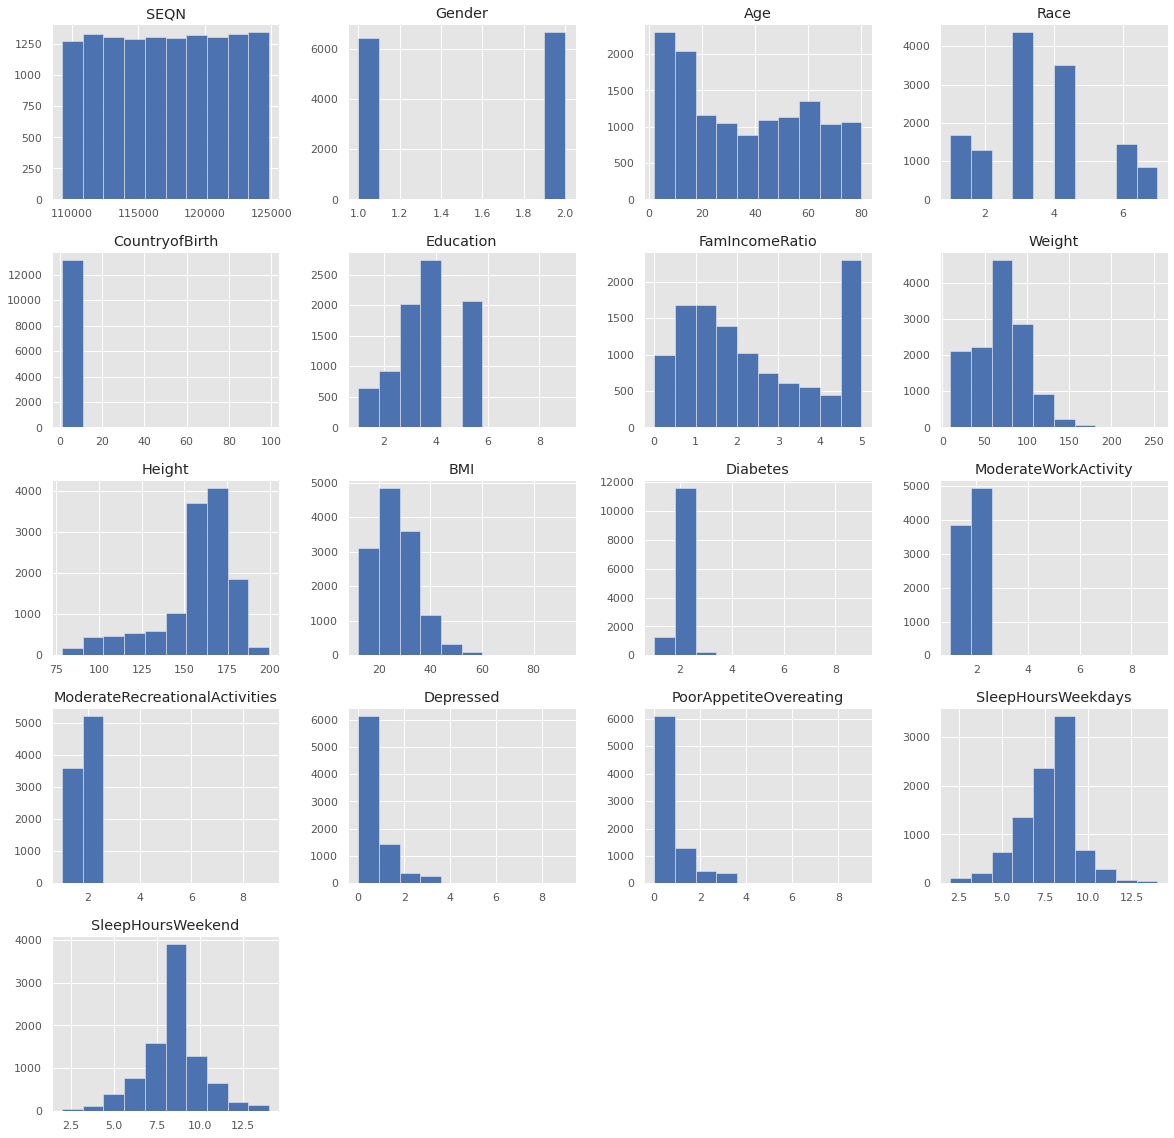 SEQN
1250
1000
750
500
250
0
110000 115000 120000 125000
Gender
6000
4000
2000
0
1.0 1.2 1.4 1.6 1.8 2.0
Age
2000
1500
1000
500
0
0 20 40 60 80
Race
4000
3000
2000
1000
0
2 4 6
CountryofBirth
12000
10000
8000
6000
4000
2000
0
0 20 40 60 80 100
Education
2500
2000
1500
1000
500
0
2 4 6 8
FamIncomeRatio
2000
1500
1000
500
0
0 1 2 3 4 5
Weight
4000
3000
2000
1000
0
0 50 100 150 200 250
Height
4000
3000
2000
1000
0
75 100 125 150 175 200
BMI
5000
4000
3000
2000
1000
0
20 40 60 80
Diabetes
12000
10000
8000
6000
4000
2000
0
2 4 6 8
ModerateWorkActivity
5000
4000
3000
2000
1000
0
2 4 6 8
ModerateRecreationalActivities
5000
4000
3000
2000
1000
0
2 4 6 8
Depressed
6000
5000
4000
3000
2000
1000
0
0 2 4 6 8
PoorAppetiteOvereating
6000
5000
4000
3000
2000
1000
0
0 2 4 6 8
SleepHoursWeekdays
3000
2000
1000
0
2.5 5.0 7.5 10.0 12.5
SleepHoursWeekend
4000
3000
2000
1000
0
2.5 5.0 7.5 10.0 12.5